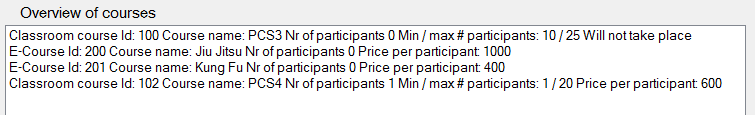 Overview of courses
Classroom course Id: 100 Course name: PCS3 Nr of participants 0 Min / max # participants: 10 / 25 Will not take place
E-Course Id: 200 Course name: Jiu Jitsu Nr of participants 0 Price per participant: 1000
E-Course Id: 201 Course name: Kung Fu Nr of participants 0 Price per participant: 400
Classroom course Id: 102 Course name: PCS4 Nr of participants 1 Min / max # participants: 1 / 20 Price per participant: 600